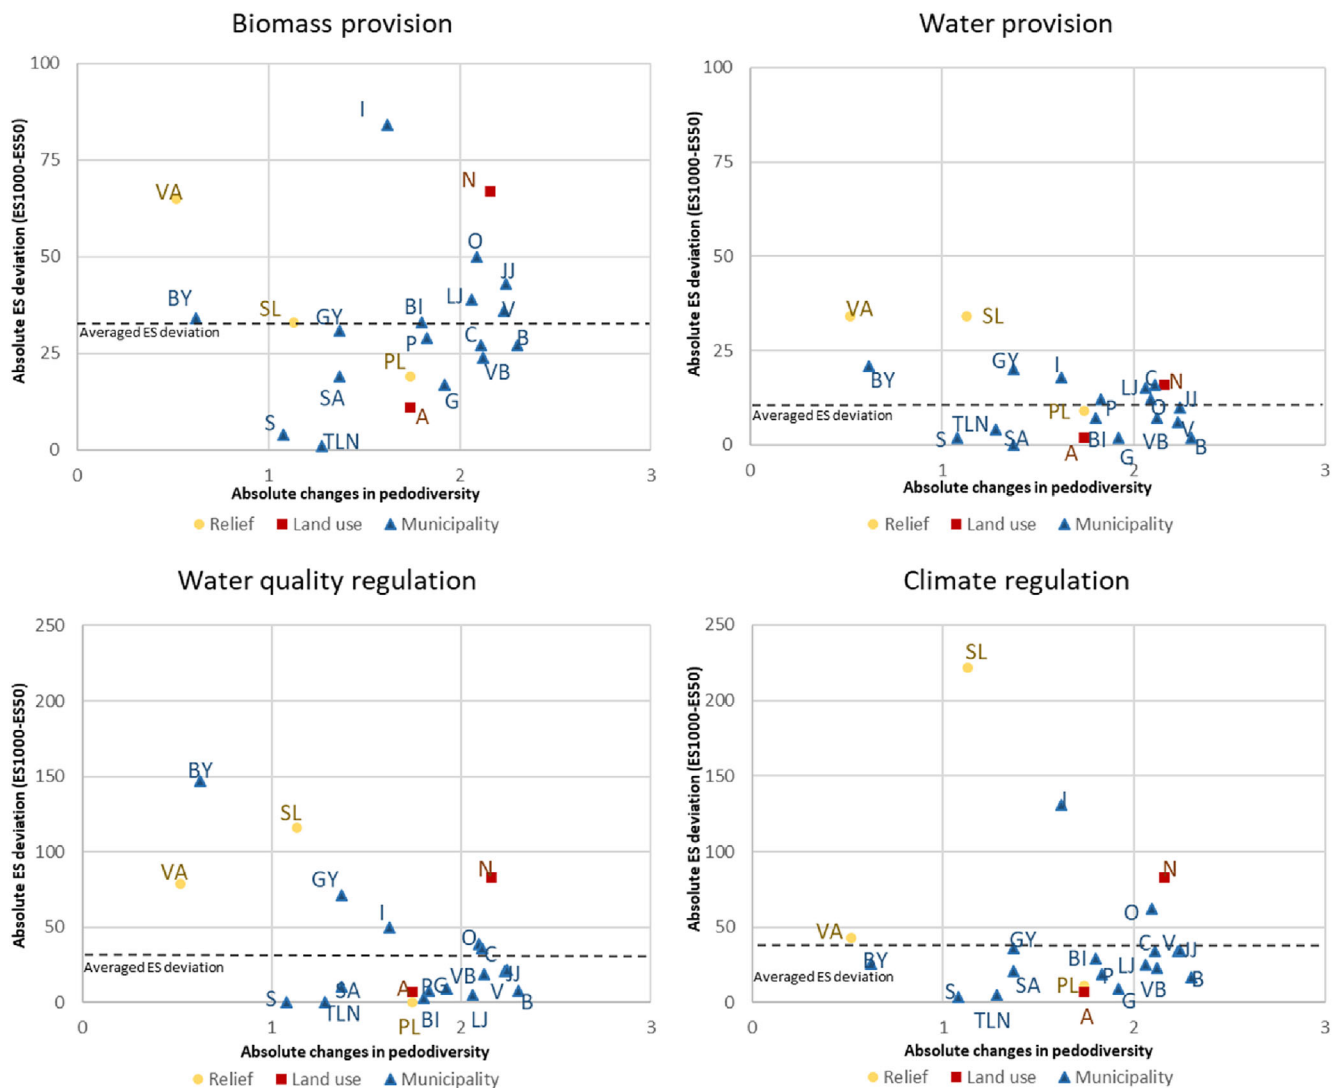 Biomass provision
Absolute ES deviation (ES1000-ES50)
100
75
50
25
0
I
VA
N
O
JJ
BY
SL
LJ
GY
BI
V
Averaged ES deviation
P
C
B
PL
VB
SA
G
A
S
TLN
0
1
2
3
Absolute changes in pedodiversity
Relief
Land use
Municipality
Water provision
Absolute ES deviation (ES1000-ES50)
100
75
50
25
0
VA
SL
BY
GY
I
LJ
C
N
Averaged ES deviation
PL
P
O
JJ
TLN
S
SA
A
BI
G
VB
V
B
0
1
2
3
Absolute changes in pedodiversity
Relief
Land use
Municipality
Water quality regulation
Absolute ES deviation (ES1000-ES50)
250
200
150
100
50
0
BY
SL
VA
GY
N
I
O
C
Averaged ES deviation
VB
JJ
S
SA
TLN
A
PG
PL
BI
LJ
V
B
0
1
2
3
Absolute changes in pedodiversity
Relief
Land use
Municipality
Climate regulation
Absolute ES deviation (ES1000-ES50)
250
200
150
100
50
0
SL
I
N
O
VA
GY
C
V
JJ
BY
BI
LJ
Averaged ES deviation
SA
P
PL
VB
B
S
TLN
A
G
0
1
2
3
Absolute changes in pedodiversity
Relief
Land use
Municipality